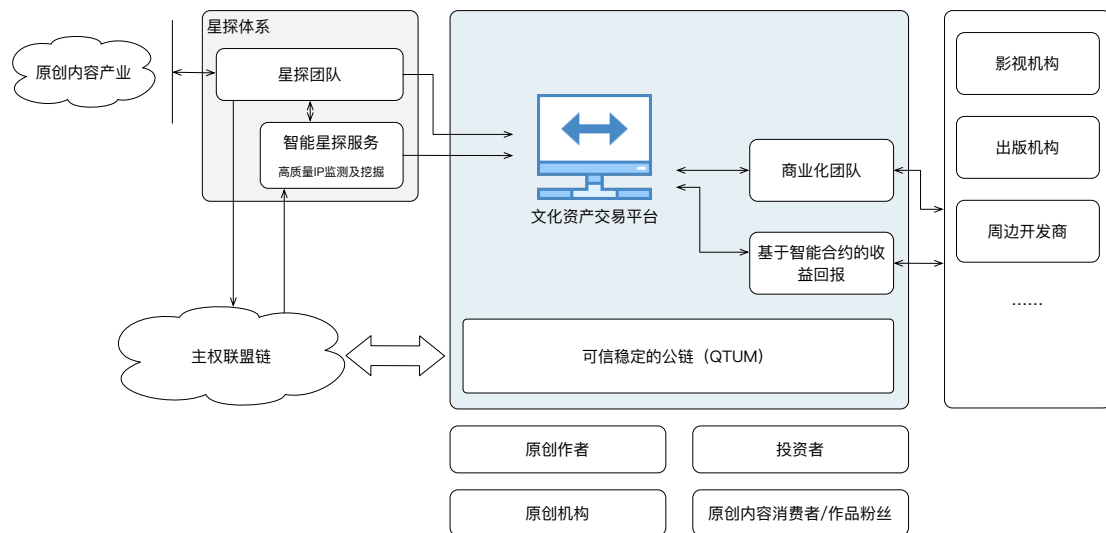 星探体系
原创内容产业
星探团队
智能星探服务
高质量IP监测及挖掘
主权联盟链
文化资产交易平台
商业化团队
基于智能合约的收
益回报
可信稳定的公链（QTUM）
影视机构
出版机构
周边开发商
......
原创作者
投资者
原创机构
原创内容消费者/作品粉丝